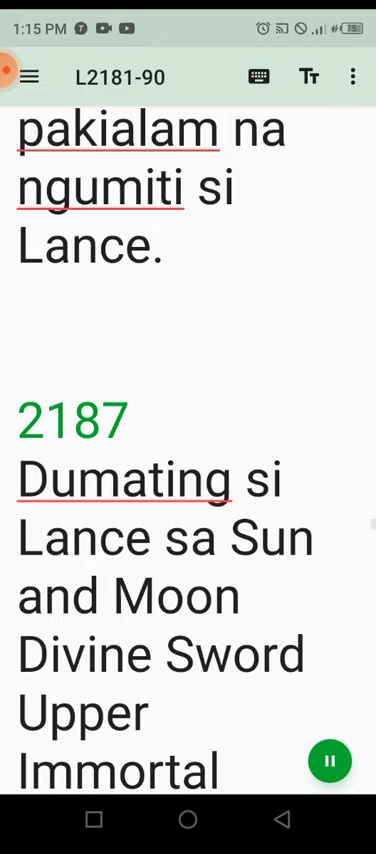 1:15 PM
75
L2181-90
pakialam na
ngumiti si
Lance.
2187
Dumating si
Lance sa Sun
and Moon
Divine Sword
Upper
Immortal